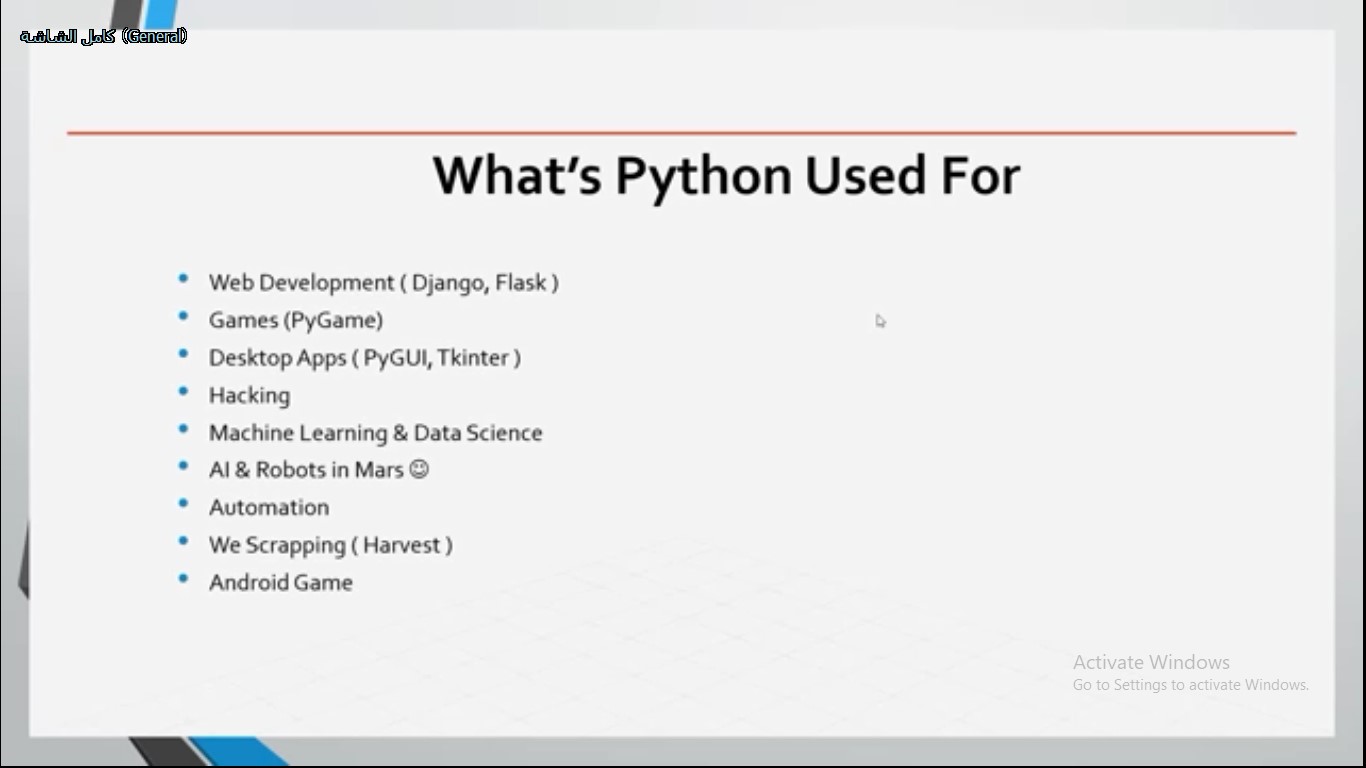 كامل الشاشة (General)
What's Python Used For
• Web Development ( Django, Flask )
• Games (PyGame)
• Desktop Apps ( PyGUI, Tkinter )
• Hacking
• Machine Learning & Data Science
• AI & Robots in Mars ☺
• Automation
• We Scrapping ( Harvest )
• Android Game
Activate Windows
Go to Settings to activate Windows.